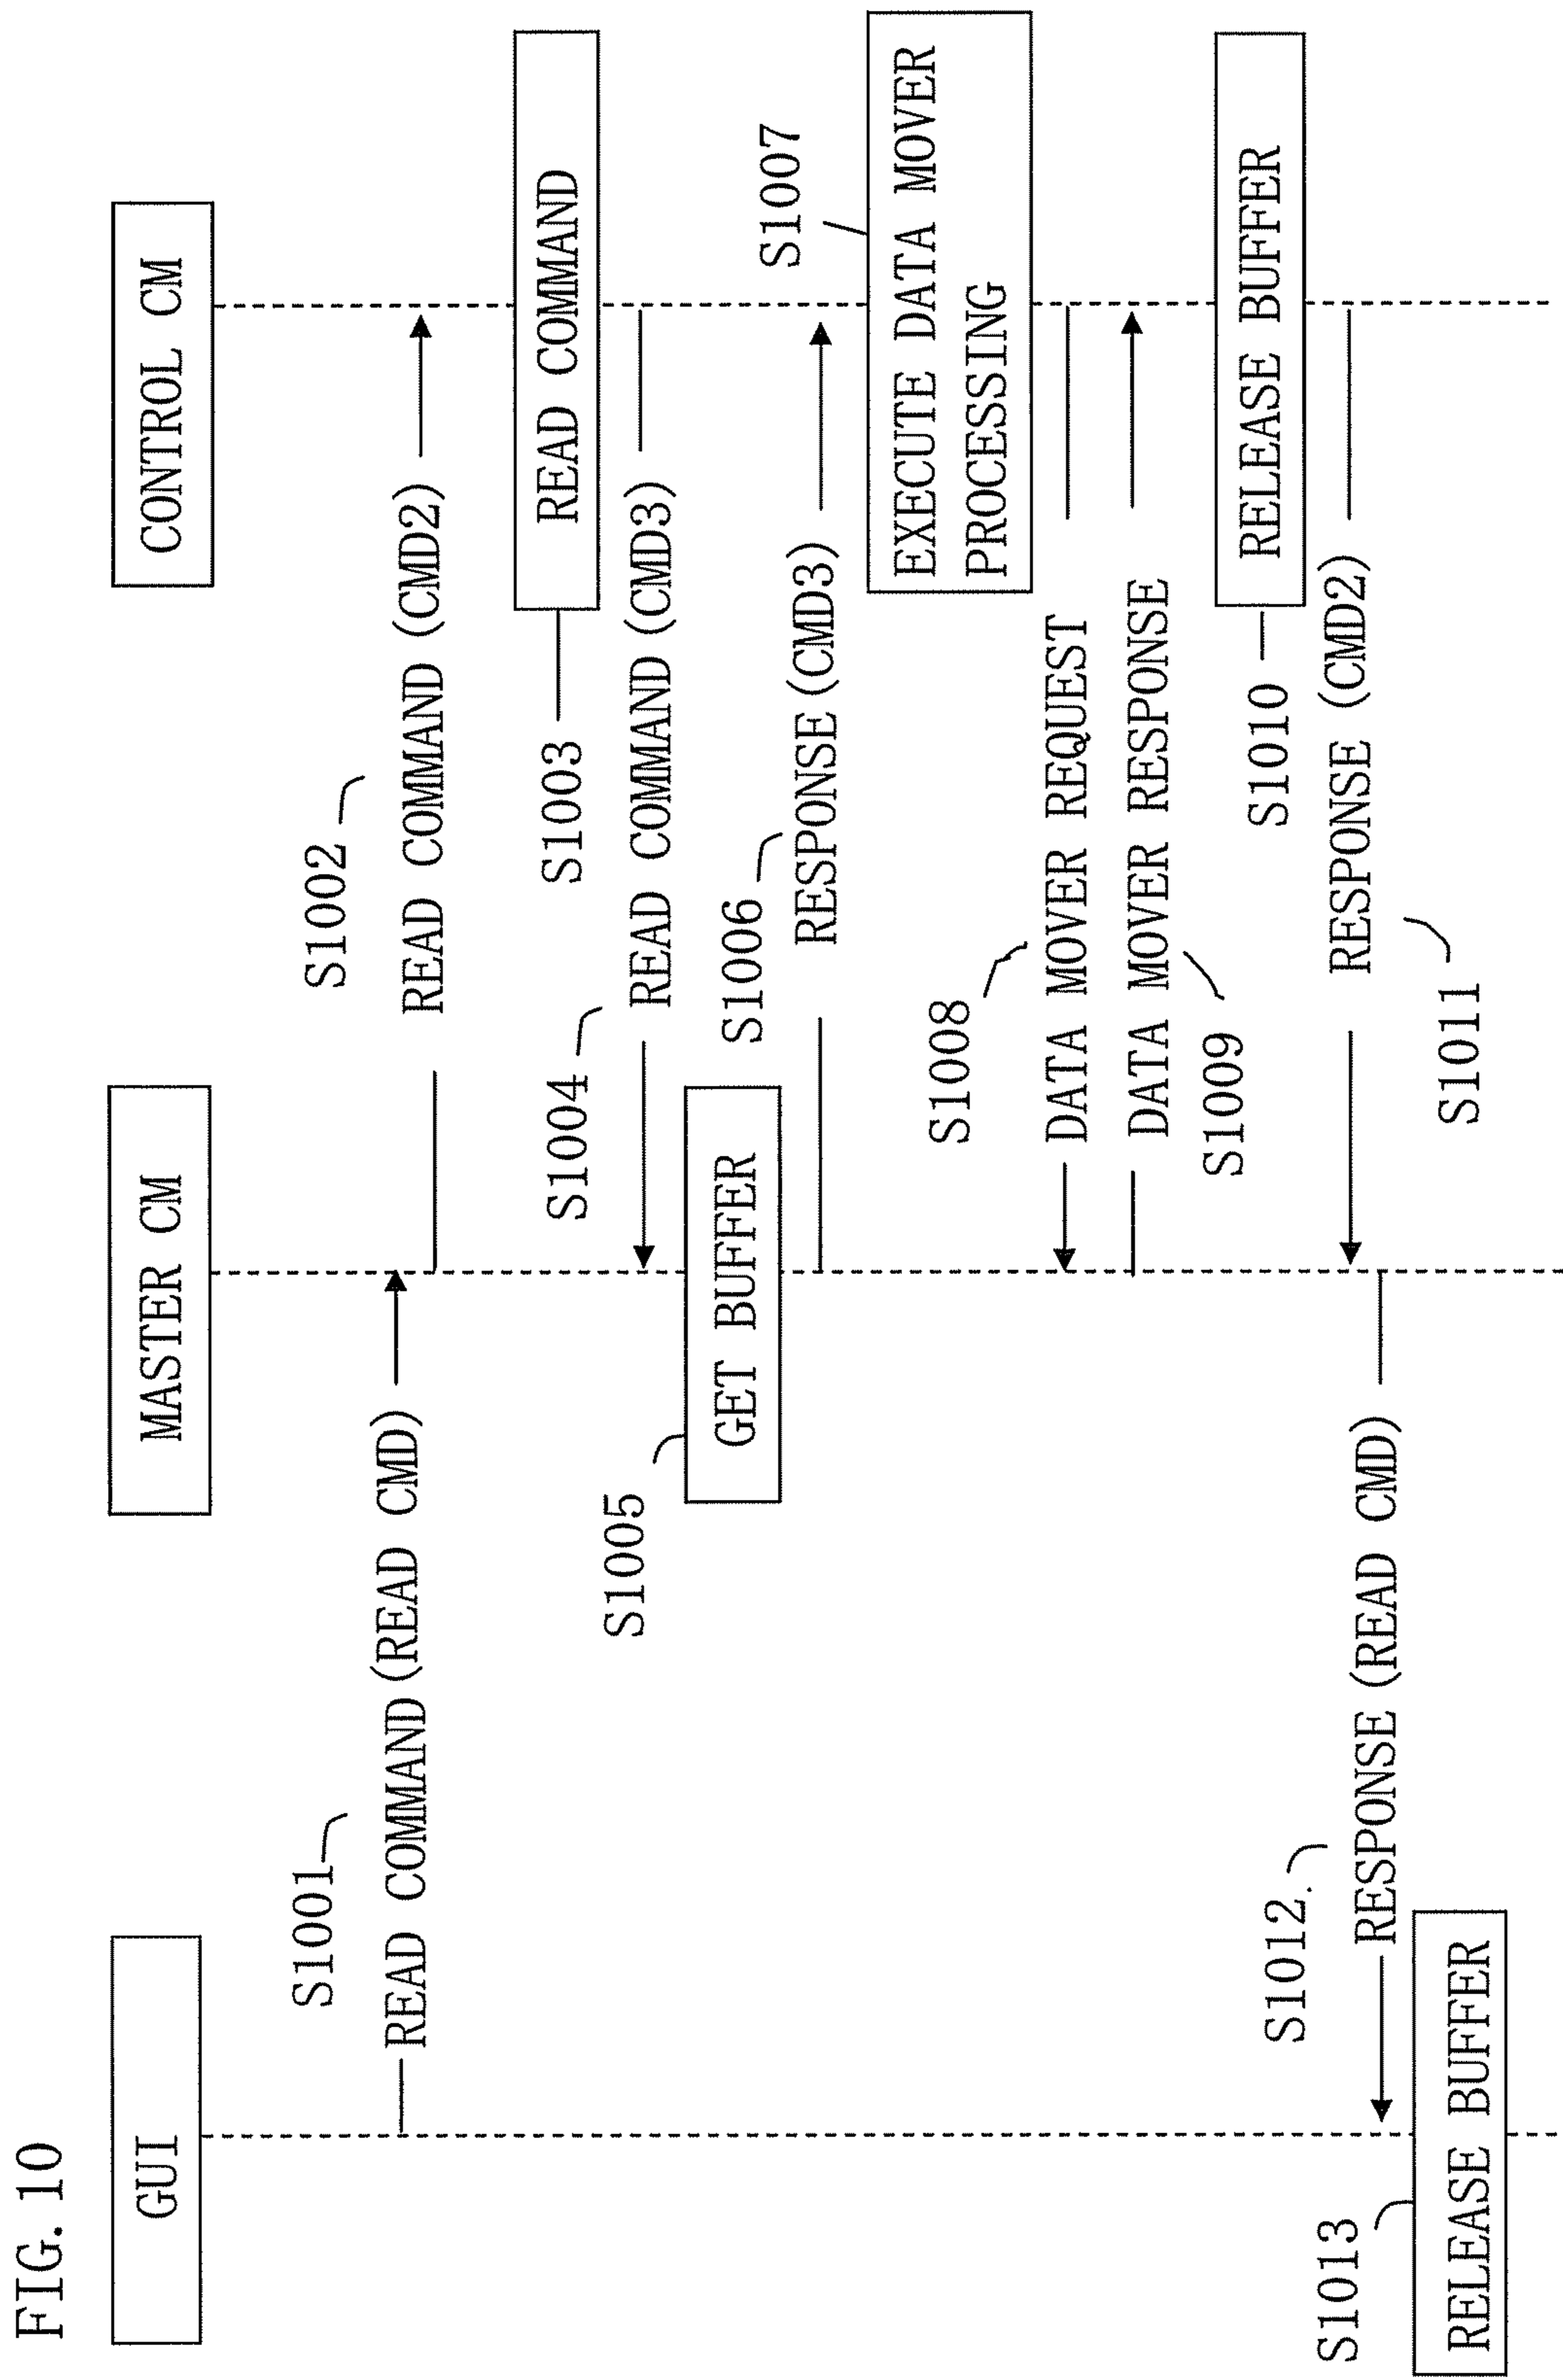 FIG. 10
GUI
MASTER CM
CONTROL CM
S1001
READ COMMAND (READ CMD)
S1002
READ COMMAND (CMD2)
S1003
READ COMMAND
S1004
READ COMMAND (CMD3)
S1005
GET BUFFER
S1006
RESPONSE (CMD3)
S1007
EXECUTE DATA MOVER
PROCESSING
S1008
DATA MOVER REQUEST
DATA MOVER RESPONSE
S1009
S1010
RELEASE BUFFER
RESPONSE (CMD2)
S1011
S1012
RESPONSE (READ CMD)
S1013
RELEASE BUFFER